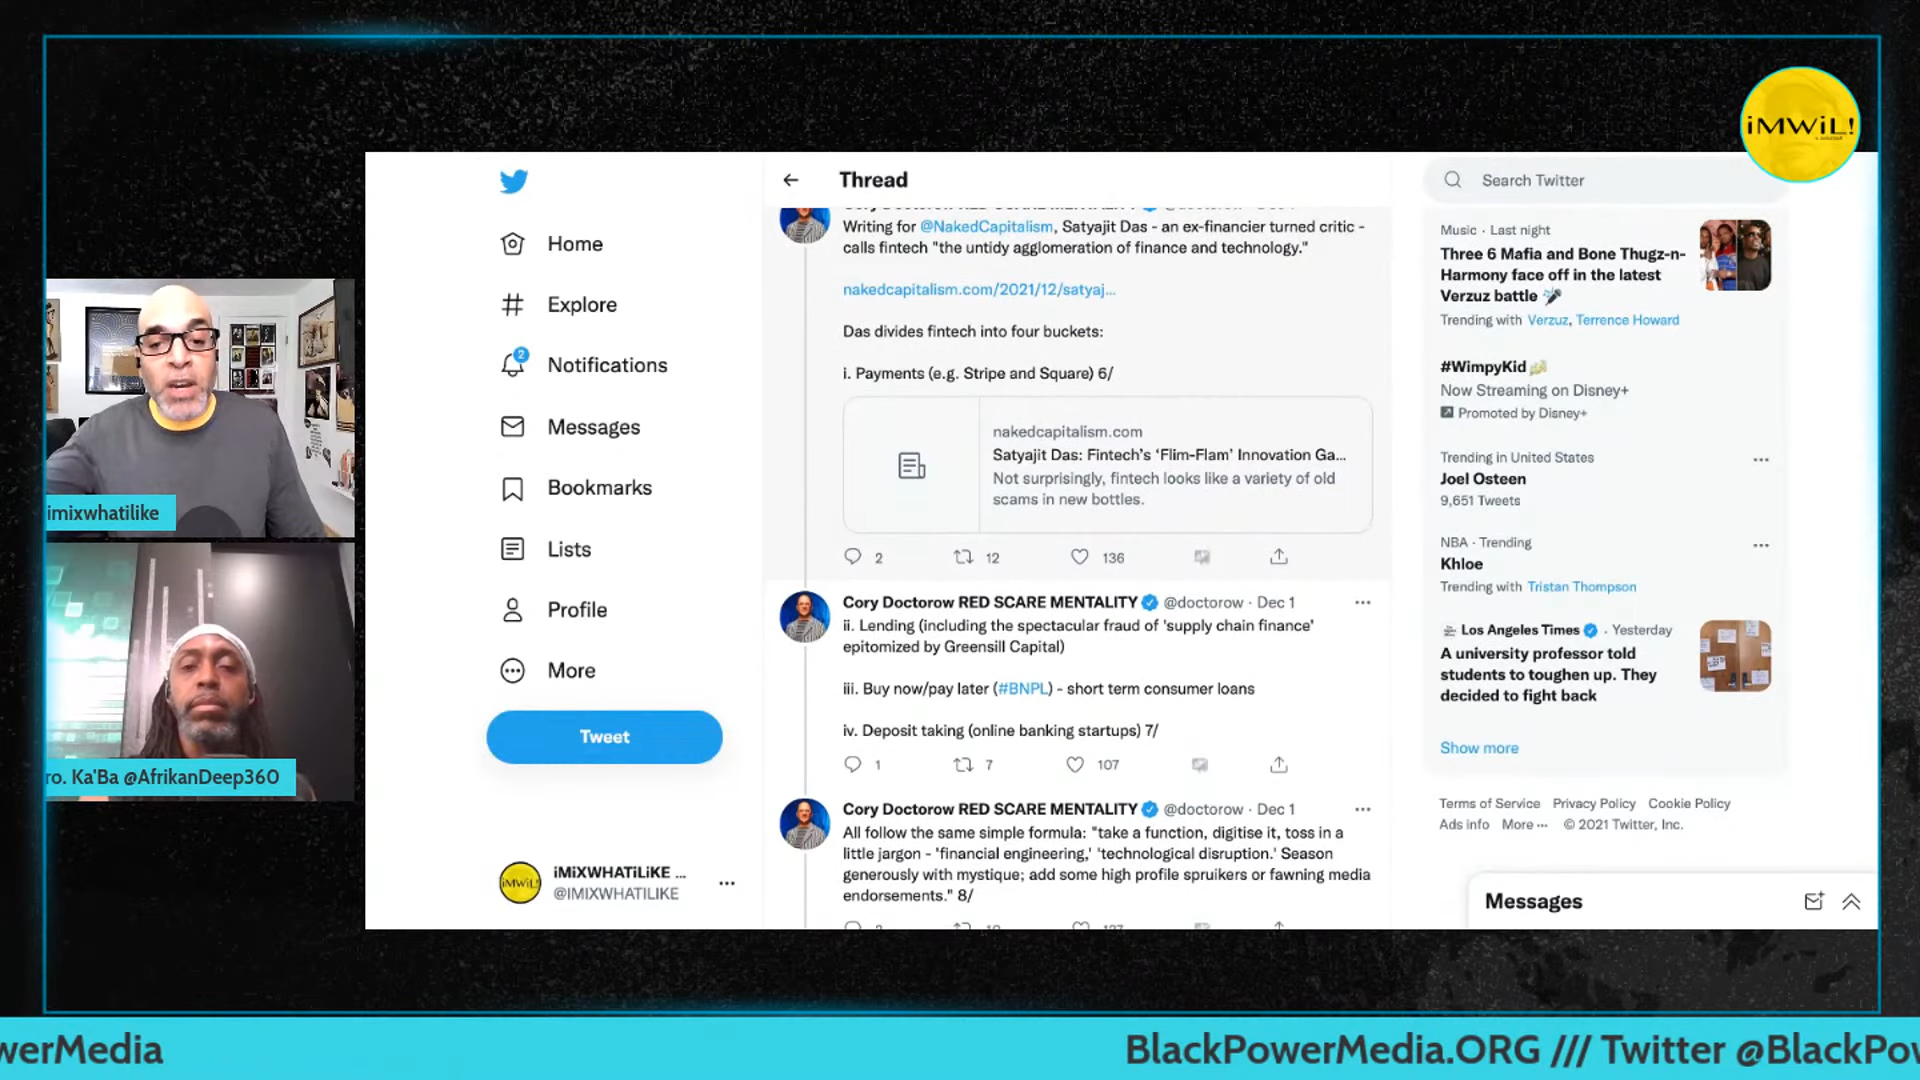 iMWiL!
Home
Explore
2
Notifications
Messages
Bookmarks
Lists
Profile
More
Tweet
iMiXWHATiLiKE ...
@IMIXWHATILIKE
Thread
Writing for @NakedCapitalism, Satyajit Das - an ex-financier turned critic -
calls fintech "the untidy agglomeration of finance and technology."
nakedcapitalism.com/2021/12/satyaj...
Das divides fintech into four buckets:
i. Payments (e.g. Stripe and Square) 6/
nakedcapitalism.com
Satyajit Das: Fintech's 'Flim-Flam' Innovation Ga...
Not surprisingly, fintech looks like a variety of old
scams in new bottles.
2 12 136
Cory Doctorow RED SCARE MENTALITY @doctorow · Dec 1
ii. Lending (including the spectacular fraud of 'supply chain finance'
epitomized by Greensill Capital)
iii. Buy now/pay later (#BNPL) - short term consumer loans
iv. Deposit taking (online banking startups) 7/
1 7 107
Cory Doctorow RED SCARE MENTALITY @doctorow · Dec 1
All follow the same simple formula: "take a function, digitise it, toss in a
little jargon - 'financial engineering,' 'technological disruption.' Season
generously with mystique; add some high profile spruikers or fawning media
endorsements." 8/
Search Twitter
Music · Last night
Three 6 Mafia and Bone Thugz-n-
Harmony face off in the latest
Verzuz battle
Trending with Verzuz, Terrence Howard
#WimpyKid
Now Streaming on Disney+
Promoted by Disney+
Trending in United States
Joel Osteen
9,651 Tweets
NBA · Trending
Khloe
Trending with Tristan Thompson
Los Angeles Times · Yesterday
A university professor told
students to toughen up. They
decided to fight back
Show more
Terms of Service Privacy Policy Cookie Policy
Ads info More ··· © 2021 Twitter, Inc.
Messages
imixwhatilike
ro. Ka'Ba @AfrikanDeep360
iMWiL!
werMedia
BlackPowerMedia.ORG /// Twitter @BlackPow